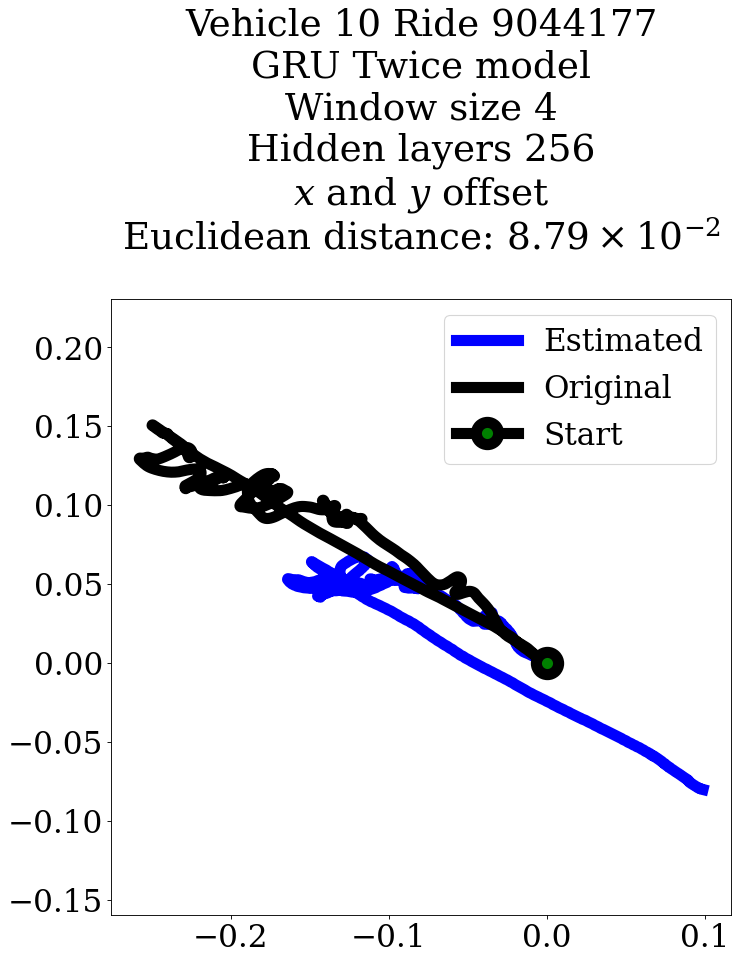 Vehicle 10 Ride 9044177
GRU Twice model
Window size 4
Hidden layers 256
x and y offset
Euclidean distance: 8.79 × 10⁻²
Estimated
Original
Start
0.20
0.15
0.10
0.05
0.00
−0.05
−0.10
−0.15
−0.2 −0.1 0.0 0.1